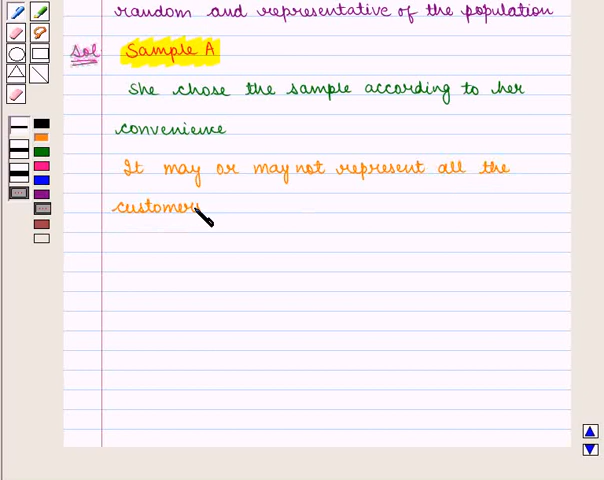 random and representative of the population
Sol Sample A
She chose the sample according to her
convenience
It may or may not represent all the
customers